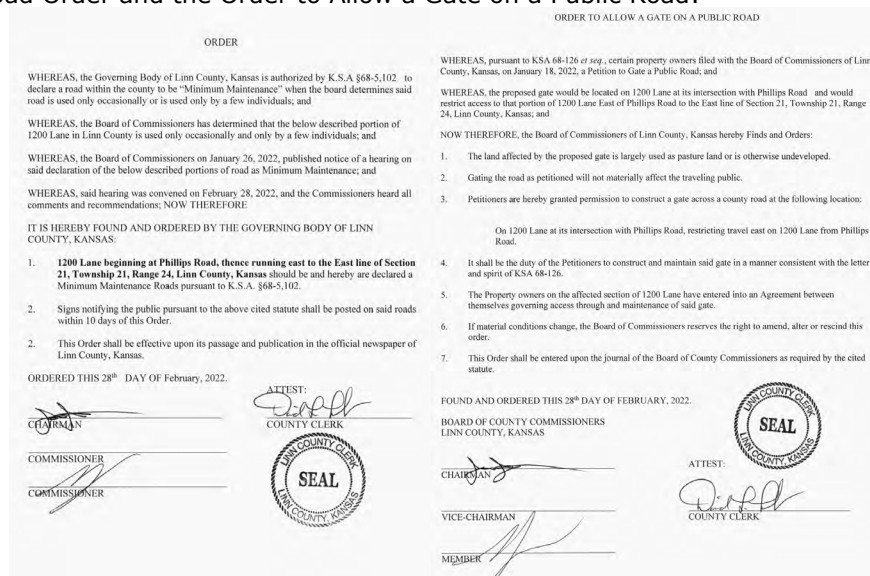 oad Order and the Order to Allow a Gate on a Public Road.
ORDER
WHEREAS, the Governing Body of Linn County, Kansas is authorized by K.S.A §68-5,102 to
declare a road within the county to be “Minimum Maintenance” when the board determines said
road is used only occasionally or is used only by a few individuals; and
WHEREAS, the Board of Commissioners has determined that the below described portion of
1200 Lane in Linn County is used only occasionally and only by a few individuals; and
WHEREAS, the Board of Commissioners on January 26, 2022, published notice of a hearing on
said declaration of the below described portions of road as Minimum Maintenance; and
WHEREAS, said hearing was convened on February 28, 2022, and the Commissioners heard all
comments and recommendations; NOW THEREFORE
IT IS HEREBY FOUND AND ORDERED BY THE GOVERNING BODY OF LINN
COUNTY, KANSAS:
1. 1200 Lane beginning at Phillips Road, thence running east to the East line of Section
21, Township 21, Range 24, Linn County, Kansas should be and hereby are declared a
Minimum Maintenance Roads pursuant to K.S.A. §68-5,102.
2. Signs notifying the public pursuant to the above cited statute shall be posted on said roads
within 10 days of this Order.
2. This Order shall be effective upon its passage and publication in the official newspaper of
Linn County, Kansas.
ORDERED THIS 28th DAY OF February, 2022.
ATTEST:
CHAIRMAN
COUNTY CLERK
COMMISSIONER
COMMISSIONER
LINN COUNTY CLERK
SEAL
LINN COUNTY, KANSAS
ORDER TO ALLOW A GATE ON A PUBLIC ROAD
WHEREAS, pursuant to KSA 68-126 et seq., certain property owners filed with the Board of Commissioners of Linn
County, Kansas, on January 18, 2022, a Petition to Gate a Public Road; and
WHEREAS, the proposed gate would be located on 1200 Lane at its intersection with Phillips Road and would
restrict access to that portion of 1200 Lane East of Phillips Road to the East line of Section 21, Township 21, Range
24, Linn County, Kansas; and
NOW THEREFORE, the Board of Commissioners of Linn County, Kansas hereby Finds and Orders:
1. The land affected by the proposed gate is largely used as pasture land or is otherwise undeveloped.
2. Gating the road as petitioned will not materially affect the traveling public.
3. Petitioners are hereby granted permission to construct a gate across a county road at the following location:
On 1200 Lane at its intersection with Phillips Road, restricting travel east on 1200 Lane from Phillips
Road.
4. It shall be the duty of the Petitioners to construct and maintain said gate in a manner consistent with the letter
and spirit of KSA 68-126.
5. The Property owners on the affected section of 1200 Lane have entered into an Agreement between
themselves governing access through and maintenance of said gate.
6. If material conditions change, the Board of Commissioners reserves the right to amend, alter or rescind this
order.
7. This Order shall be entered upon the journal of the Board of County Commissioners as required by the cited
statute.
FOUND AND ORDERED THIS 28th DAY OF FEBRUARY, 2022.
BOARD OF COUNTY COMMISSIONERS
LINN COUNTY, KANSAS
CHAIRMAN
VICE-CHAIRMAN
MEMBER
LINN COUNTY CLERK
SEAL
LINN COUNTY, KANSAS
ATTEST:
COUNTY CLERK